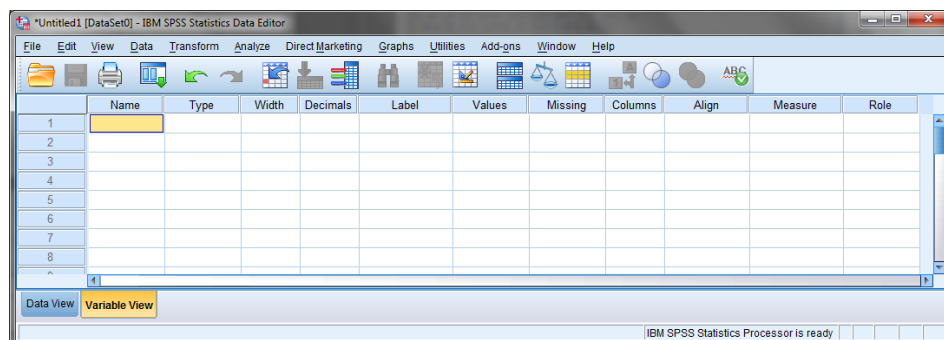 *Untitled1 [DataSet0] - IBM SPSS Statistics Data Editor
File Edit View Data Transform Analyze Direct Marketing Graphs Utilities Add-ons Window Help
A
1 4
ABC
Name Type Width Decimals Label Values Missing Columns Align Measure Role
1
2
3
4
5
6
7
8
Data View Variable View
IBM SPSS Statistics Processor is ready